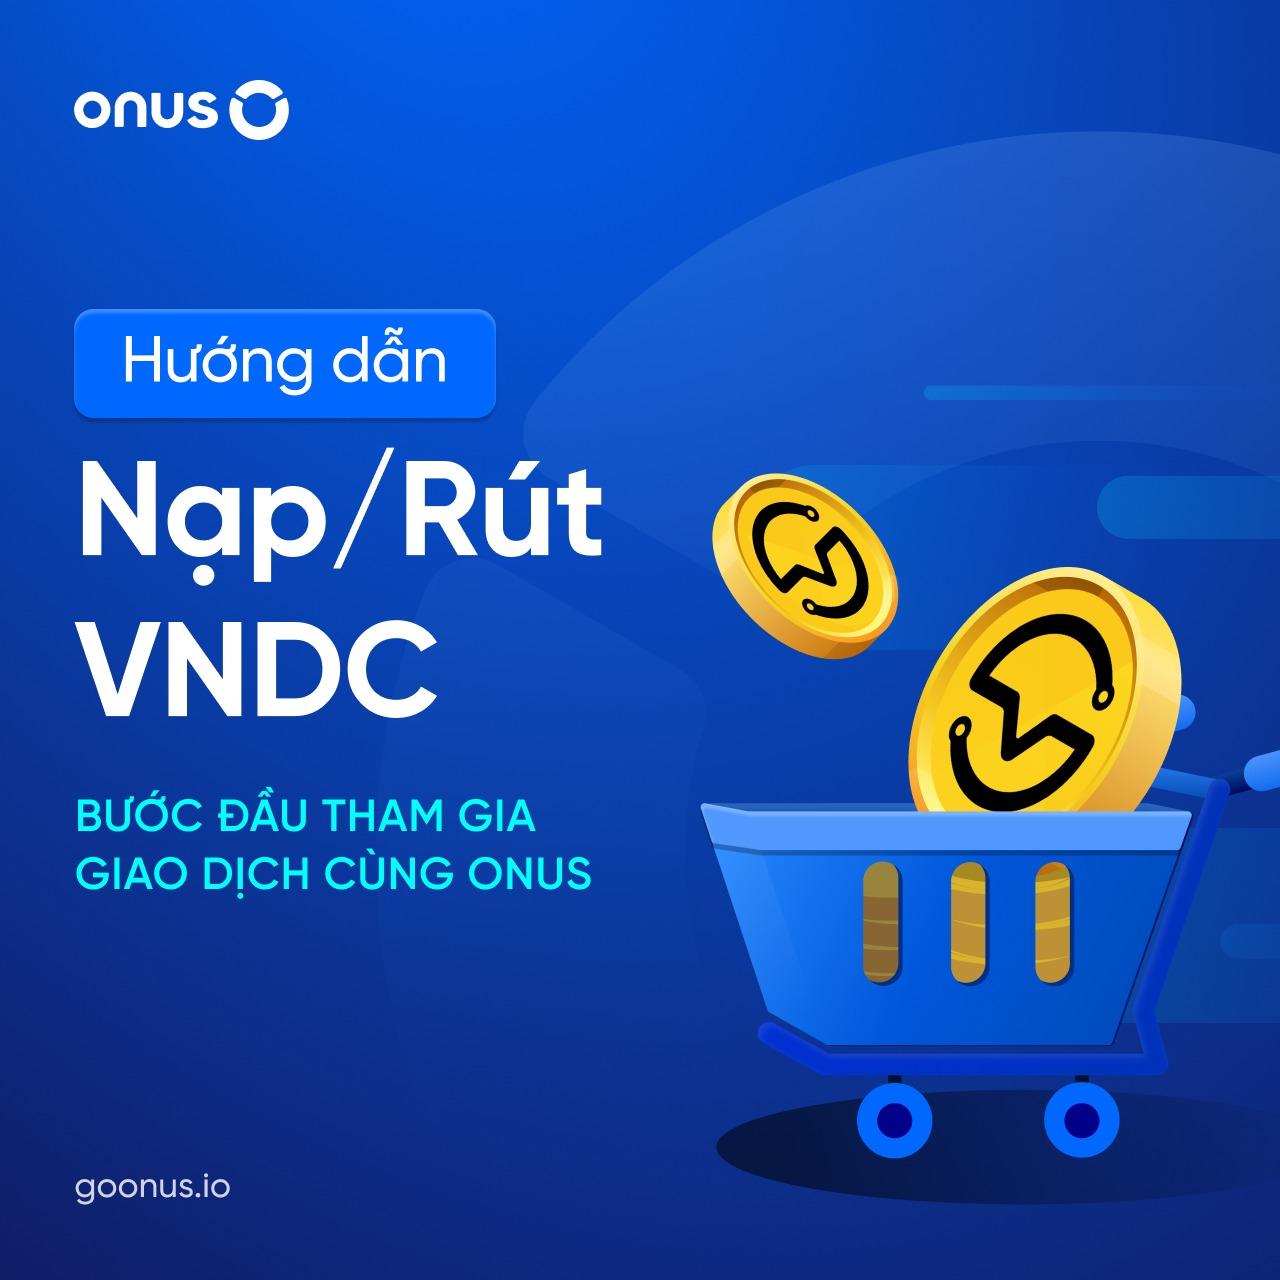 onus
Hướng dẫn
Nạp/Rút
VNDC
BƯỚC ĐẦU THAM GIA
GIAO DỊCH CÙNG ONUS
goonus.io